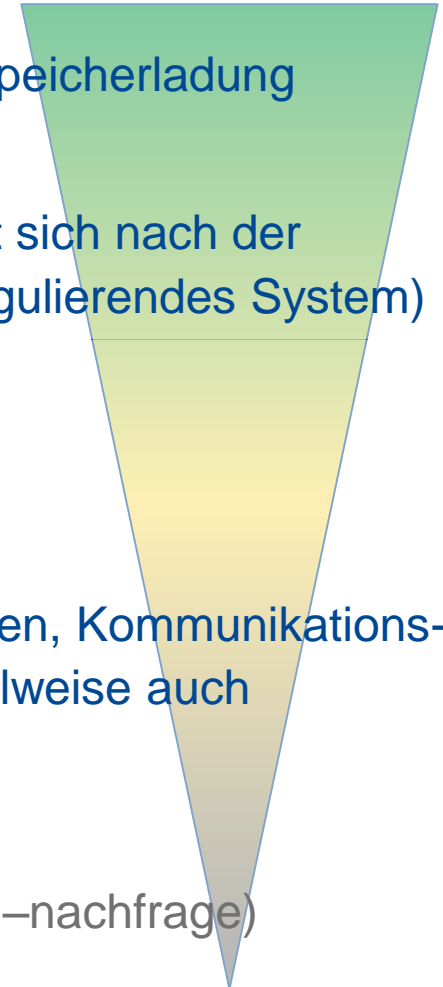 peicherladung
t sich nach der
gulierendes System)
en, Kommunikations-
lweise auch
–nachfrage)